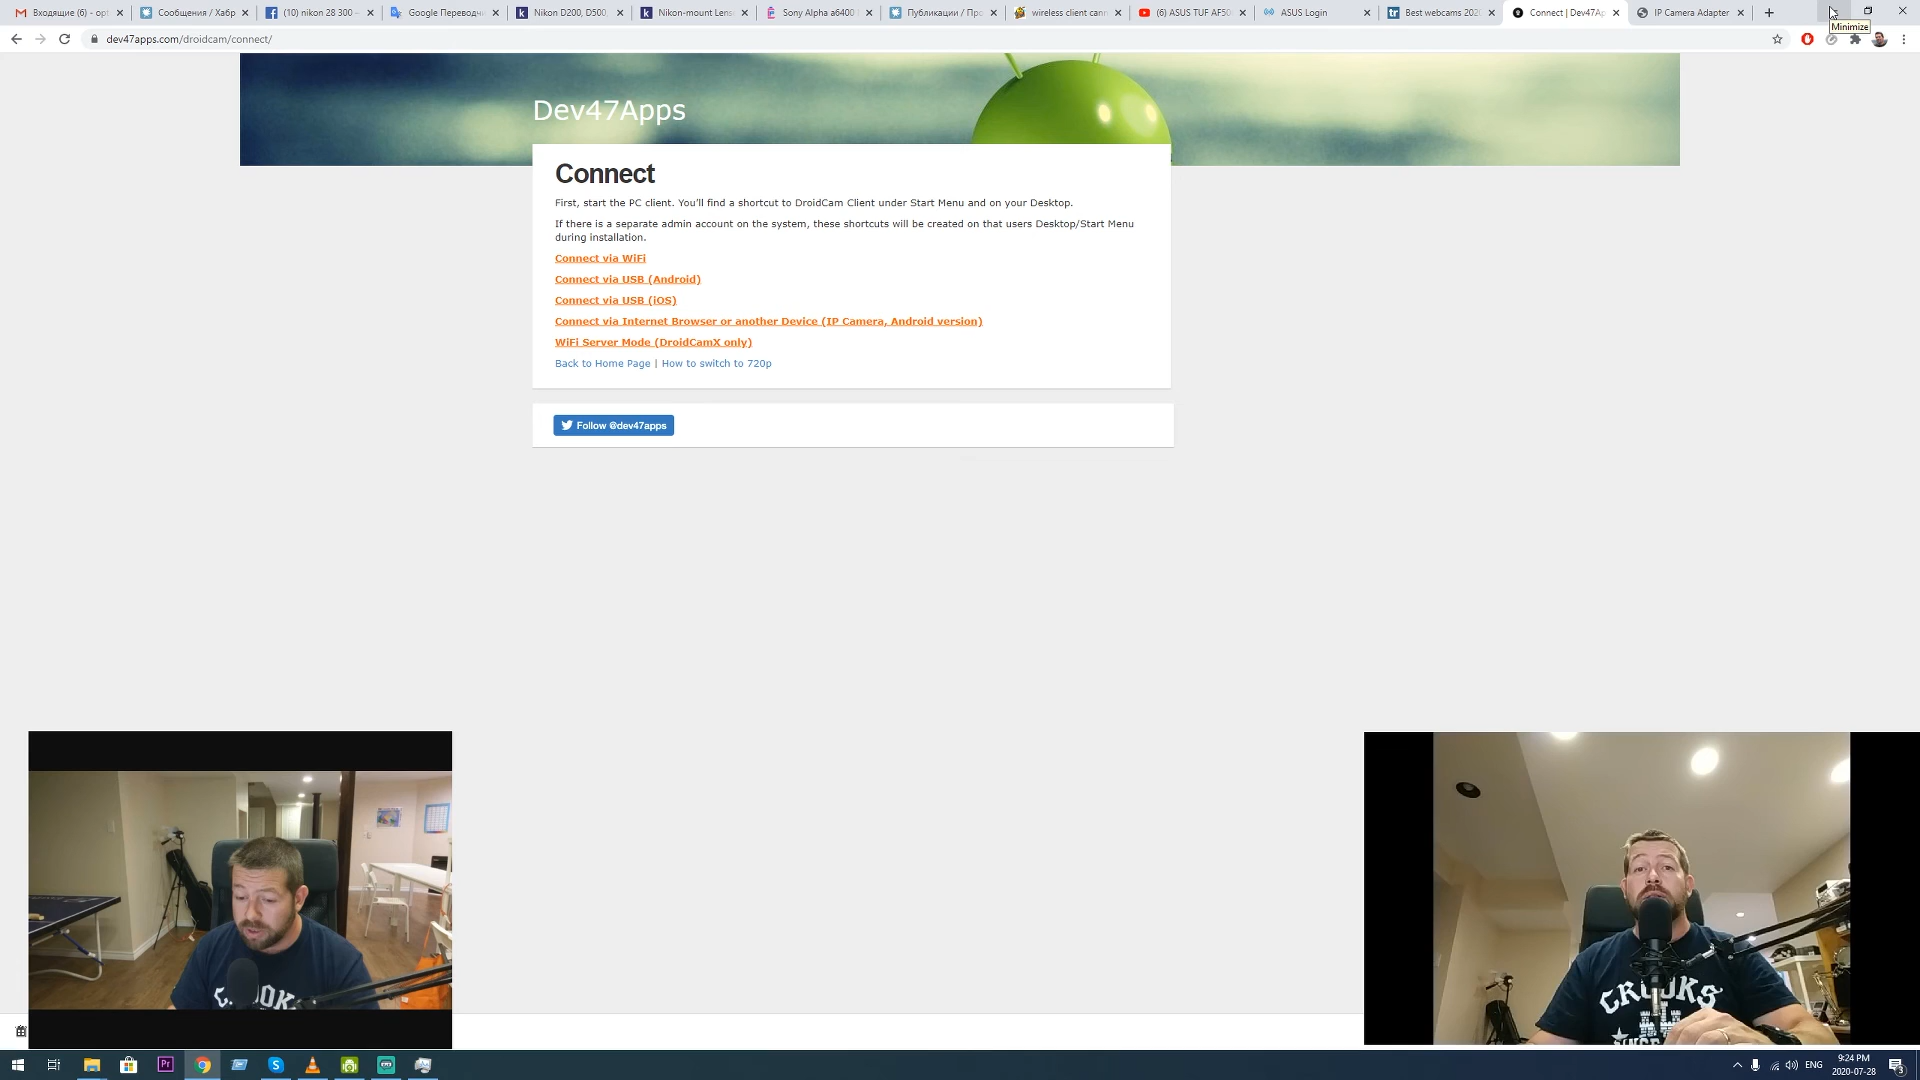 Входящие (6) - opt
Сообщения / Хабр
(10) nikon 28 300 -
Google Переводч
Nikon D200, D500,
Nikon-mount Lens
Sony Alpha a6400
Публикации / Про
wireless client cann
(6) ASUS TUF AF50
ASUS Login
Best webcams 202
Connect | Dev47Ap
IP Camera Adapter
Minimize
dev47apps.com/droidcam/connect/
Dev47Apps
Connect
First, start the PC client. You'll find a shortcut to DroidCam Client under Start Menu and on your Desktop.
If there is a separate admin account on the system, these shortcuts will be created on that users Desktop/Start Menu
during installation.
Connect via WiFi
Connect via USB (Android)
Connect via USB (iOS)
Connect via Internet Browser or another Device (IP Camera, Android version)
WiFi Server Mode (DroidCamX only)
Back to Home Page | How to switch to 720p
Follow @dev47apps
CROOKS
Pr
ENG
9:24 PM
2020-07-28
3